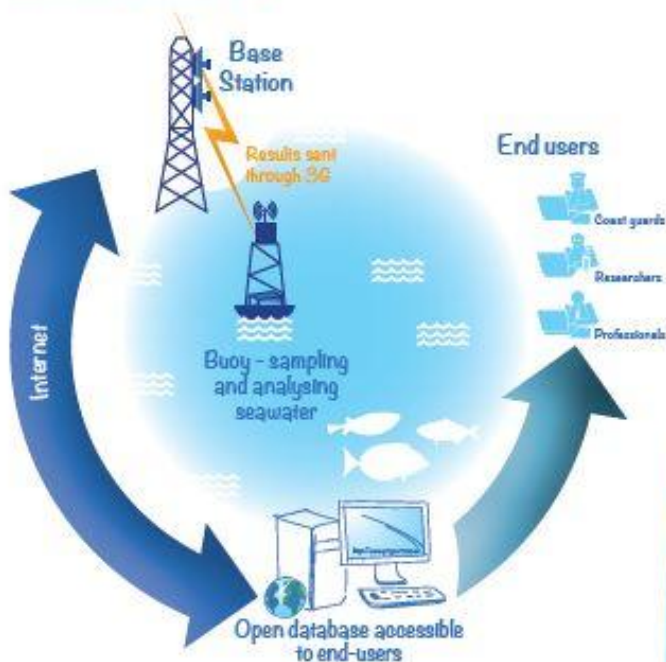 Base
Station
Results sent
through 3G
End users
Coast guards
Researchers
Professionals
Internet
Buoy - sampling
and analysing
seawater
Open database accessible
to end-users